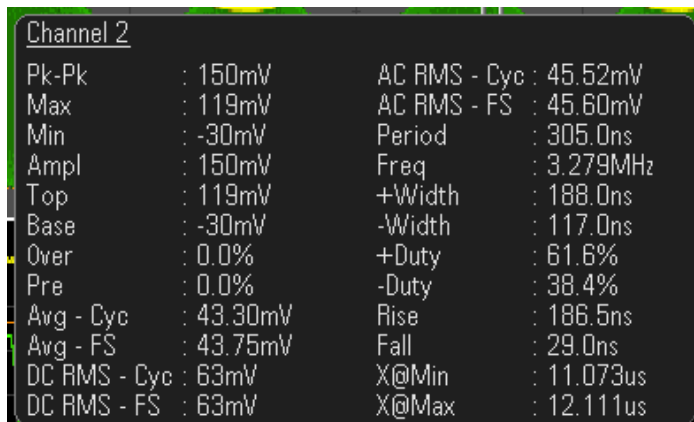 Channel 2
Pk-Pk : 150mV AC RMS - Cyc : 45.52mV
Max : 119mV AC RMS - FS : 45.60mV
Min : -30mV Period : 305.0ns
Ampl : 150mV Freq : 3.279MHz
Top : 119mV +Width : 188.0ns
Base : -30mV -Width : 117.0ns
Over : 0.0% +Duty : 61.6%
Pre : 0.0% -Duty : 38.4%
Avg - Cyc : 43.30mV Rise : 186.5ns
Avg - FS : 43.75mV Fall : 29.0ns
DC RMS - Cyc : 63mV X@Min : 11.073us
DC RMS - FS : 63mV X@Max : 12.111us